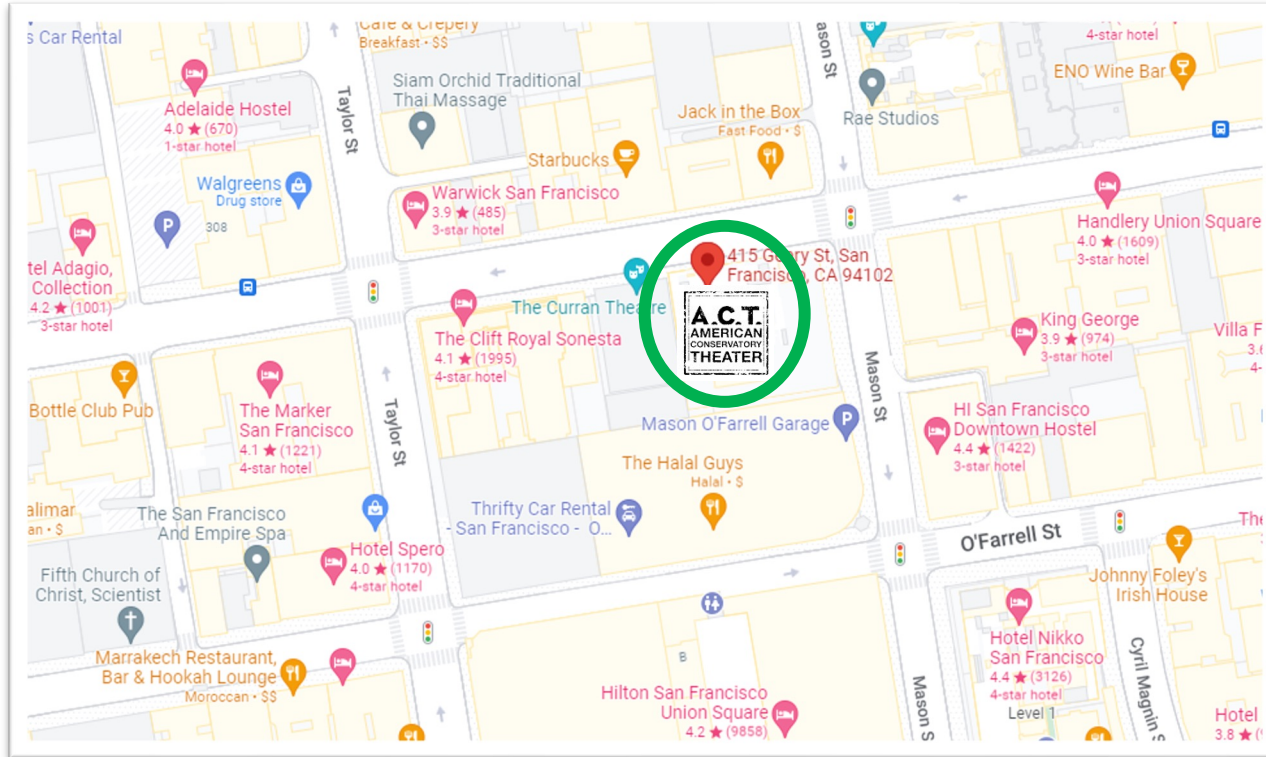 Cafe & Crepery
Breakfast • $$
s Car Rental
4-star hotel
ENO Wine Bar
ason St
Siam Orchid Traditional
Thai Massage
Taylor St
Adelaide Hostel
4.0 ★ (670)
1-star hotel
Jack in the Box
Fast Food • $
Rae Studios
Starbucks
Walgreens
Drug store
308
P
Warwick San Francisco
3.9 ★ (485)
3-star hotel
Handlery Union Square
4.0 ★ (1609)
3-star hotel
tel Adagio,
Collection
4.2 ★ (1001)
3-star hotel
415 Geary St, San
Francisco, CA 94102
The Curran Theatre
A.C.T.
AMERICAN
CONSERVATORY
THEATER
The Clift Royal Sonesta
4.1 ★ (1995)
4-star hotel
King George
3.9 ★ (974)
3-star hotel
Villa F
3.6
4-
Mason St
Bottle Club Pub
The Marker
San Francisco
4.1 ★ (1221)
4-star hotel
Taylor St
Mason O'Farrell Garage
P
HI San Francisco
Downtown Hostel
4.4 ★ (1422)
3-star hotel
The Halal Guys
Halal • $
alimar
an • $
The San Francisco
And Empire Spa
Thrifty Car Rental
- San Francisco - O...
O'Farrell St
The
Hotel Spero
4.0 ★ (1170)
4-star hotel
Fifth Church of
Christ, Scientist
Johnny Foley's
Irish House
Marrakech Restaurant,
Bar & Hookah Lounge
Moroccan • $$
B
Hotel Nikko
San Francisco
4.4 ★ (3126)
4-star hotel
Level 1
Cyril Magnin S
Mason S
Hilton San Francisco
Union Square
4.2 ★ (9858)
Hotel
3.8 ★ (